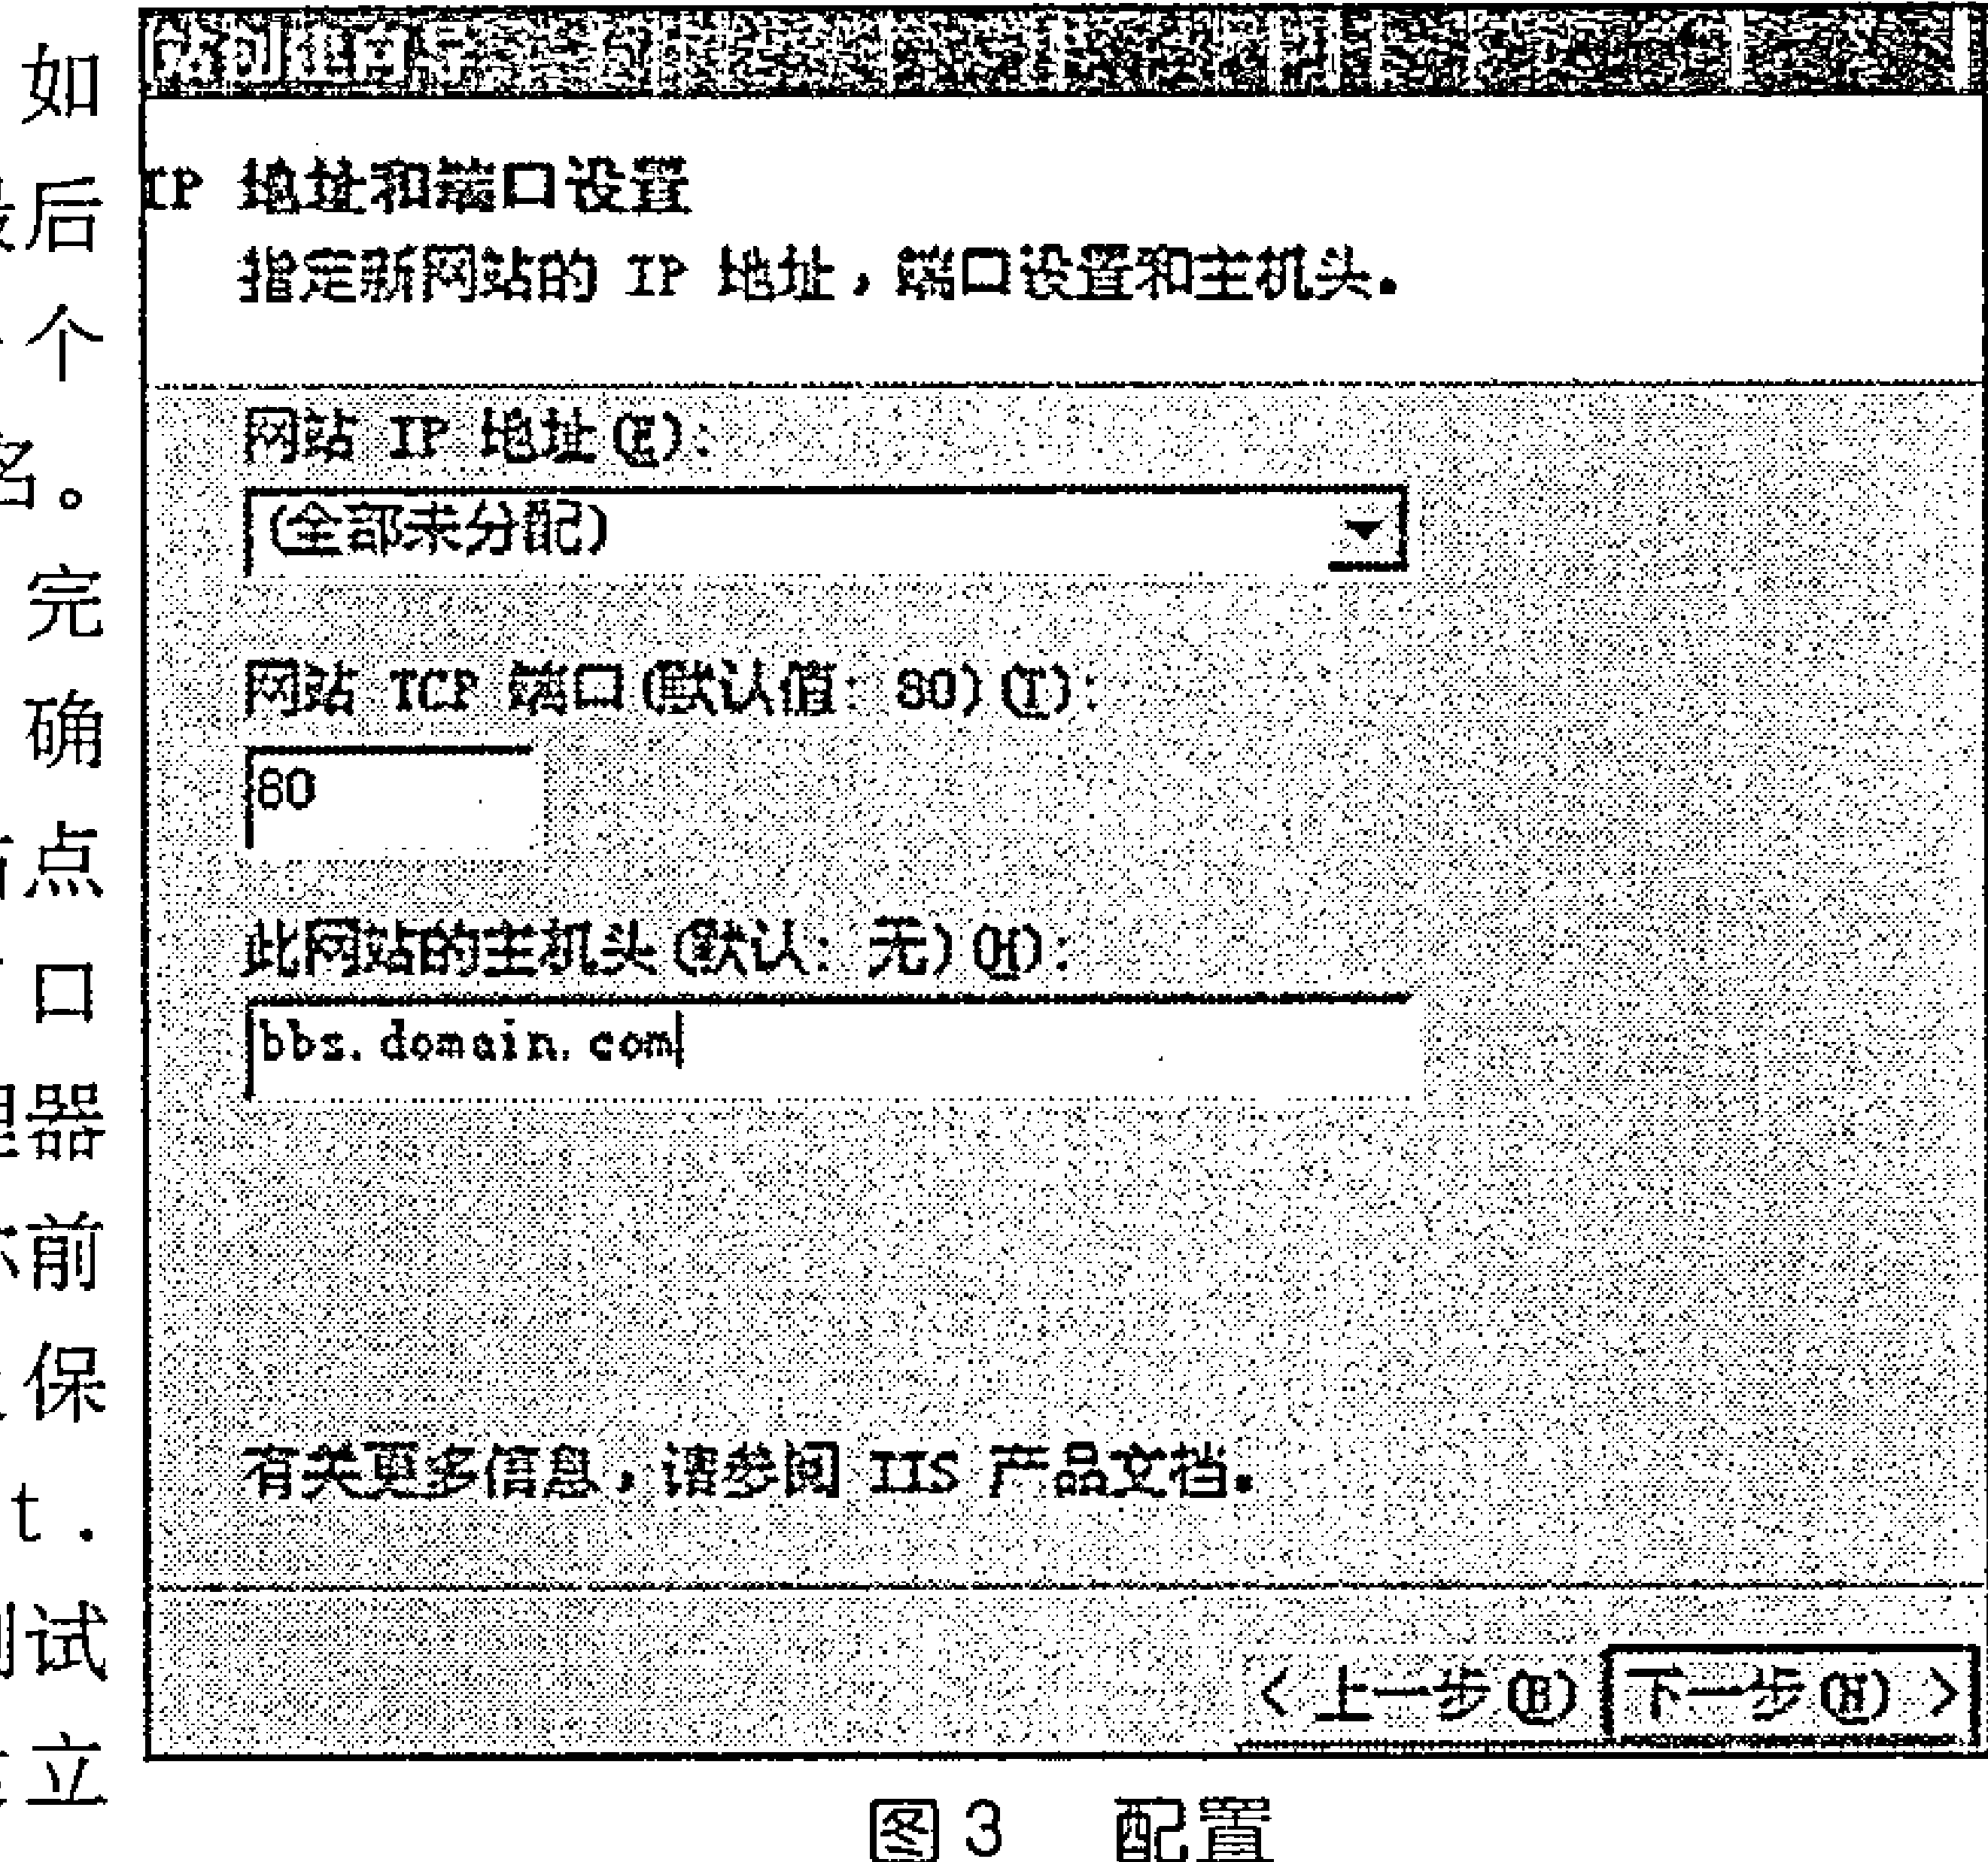 如
后
个
名。
完
确
点
口
器
前
保
t.
试
立
站创建向导
IP 地址和端口设置
指定新网站的 IP 地址，端口设置和主机头。
网站 IP 地址(E):
(全部未分配)
网站 TCP 端口(默认值: 80)(T):
80
此网站的主机头(默认: 无)(H):
bbs.domain.com
有关更多信息，请参阅 IIS 产品文档。
< 上一步(B) 下一步(N) >
图 3 配置